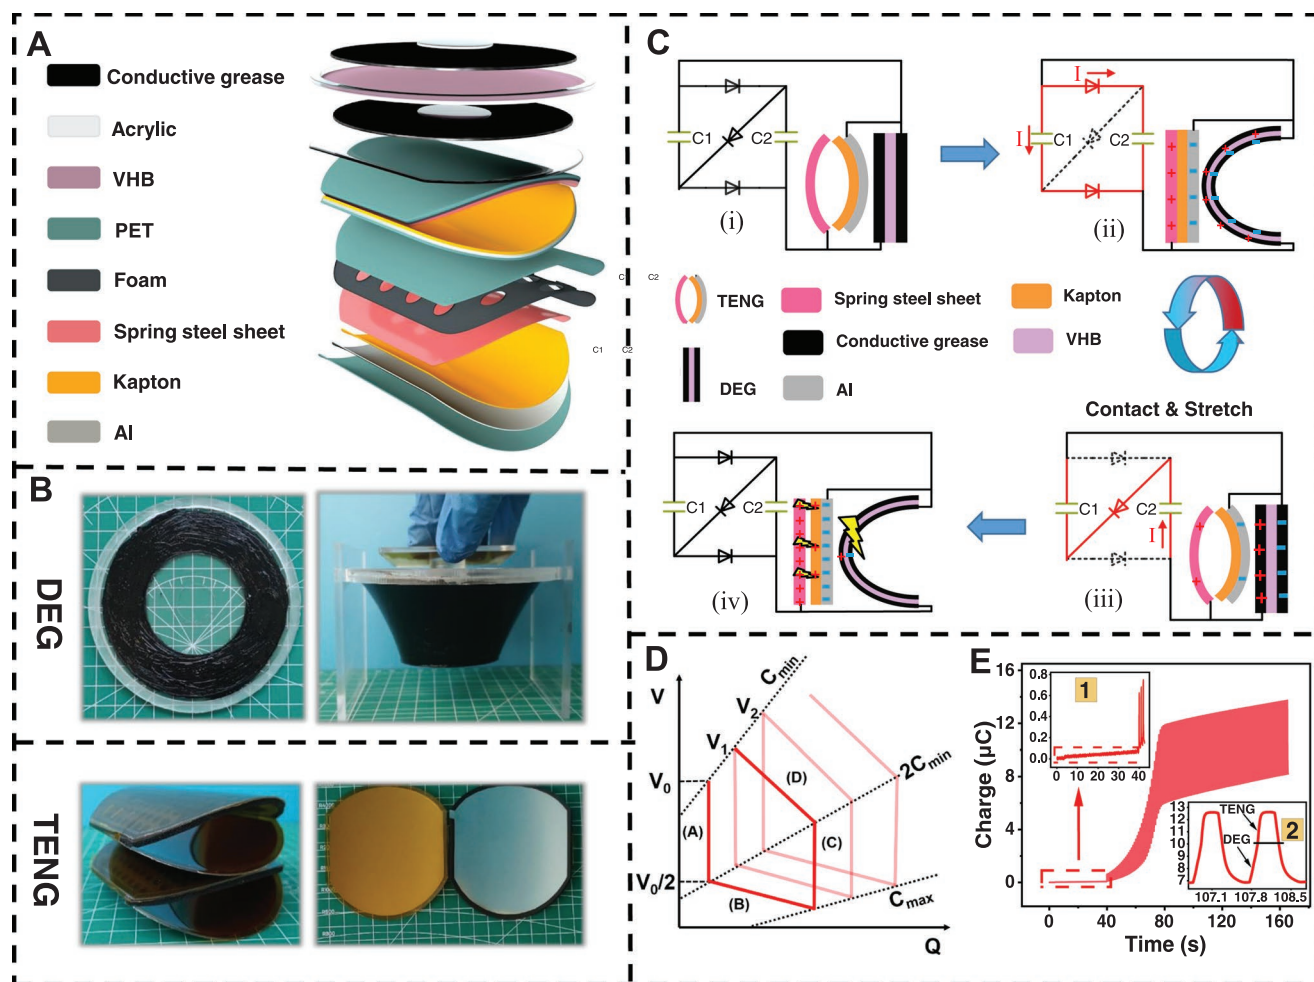 A
Conductive grease
Acrylic
VHB
PET
Foam
Spring steel sheet
Kapton
Al
C1 C2
C1 C2
B
DEG
TENG
C
C1 C2
(i)
I
I
C1 C2
(ii)
TENG
Spring steel sheet
Kapton
Conductive grease
VHB
DEG
Al
Contact & Stretch
C1 C2
(iv)
C1 C2
I
(iii)
D
V
Cmin
V2
V1
2Cmin
V0
(D)
(A)
(C)
V0/2
(B)
Cmax
Q
E
Charge (μC)
16
12
8
4
0
0 40 80 120 160
Time (s)
1
0.8
0.6
0.4
0.2
0.0
0 10 20 30 40
2
13
12
11
10
9
8
7
TENG
DEG
107.1 107.8 108.5